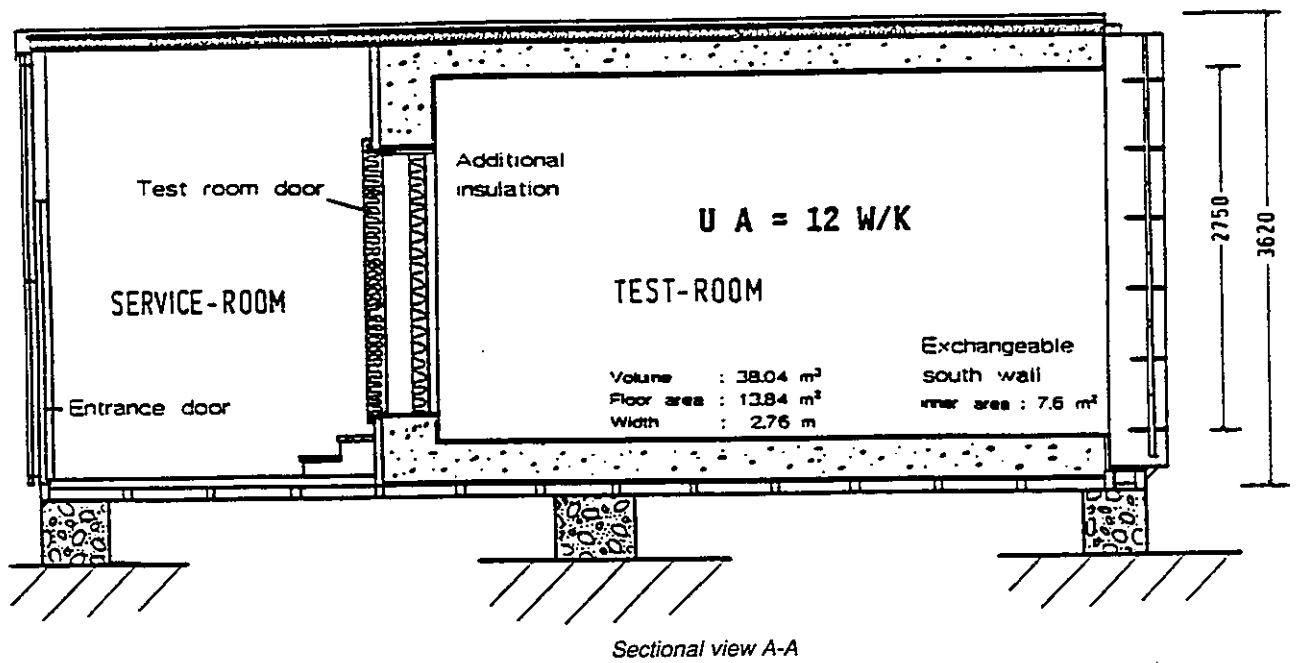 Additional
insulation
Test room door
U A = 12 W/K
2750
3620
SERVICE-ROOM
TEST-ROOM
Exchangeable
south wall
inner area : 7.6 m²
Volume : 38.04 m³
Floor area : 13.84 m²
Width : 2.76 m
Entrance door
Sectional view A-A